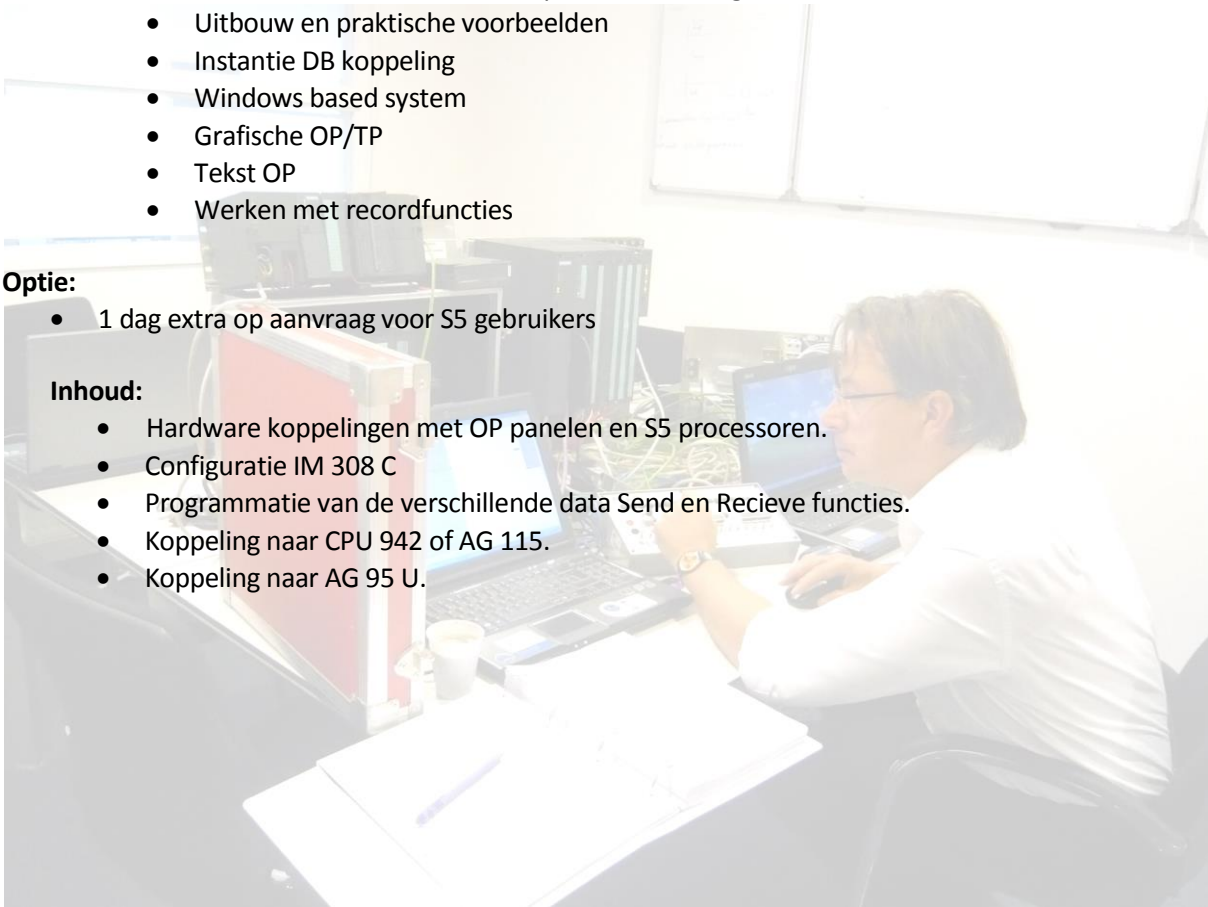 • Uitbouw en praktische voorbeelden
• Instantie DB koppeling
• Windows based system
• Grafische OP/TP
• Tekst OP
• Werken met recordfuncties
Optie:
• 1 dag extra op aanvraag voor S5 gebruikers
Inhoud:
• Hardware koppelingen met OP panelen en S5 processoren.
• Configuratie IM 308 C
• Programmatie van de verschillende data Send en Recieve functies.
• Koppeling naar CPU 942 of AG 115.
• Koppeling naar AG 95 U.